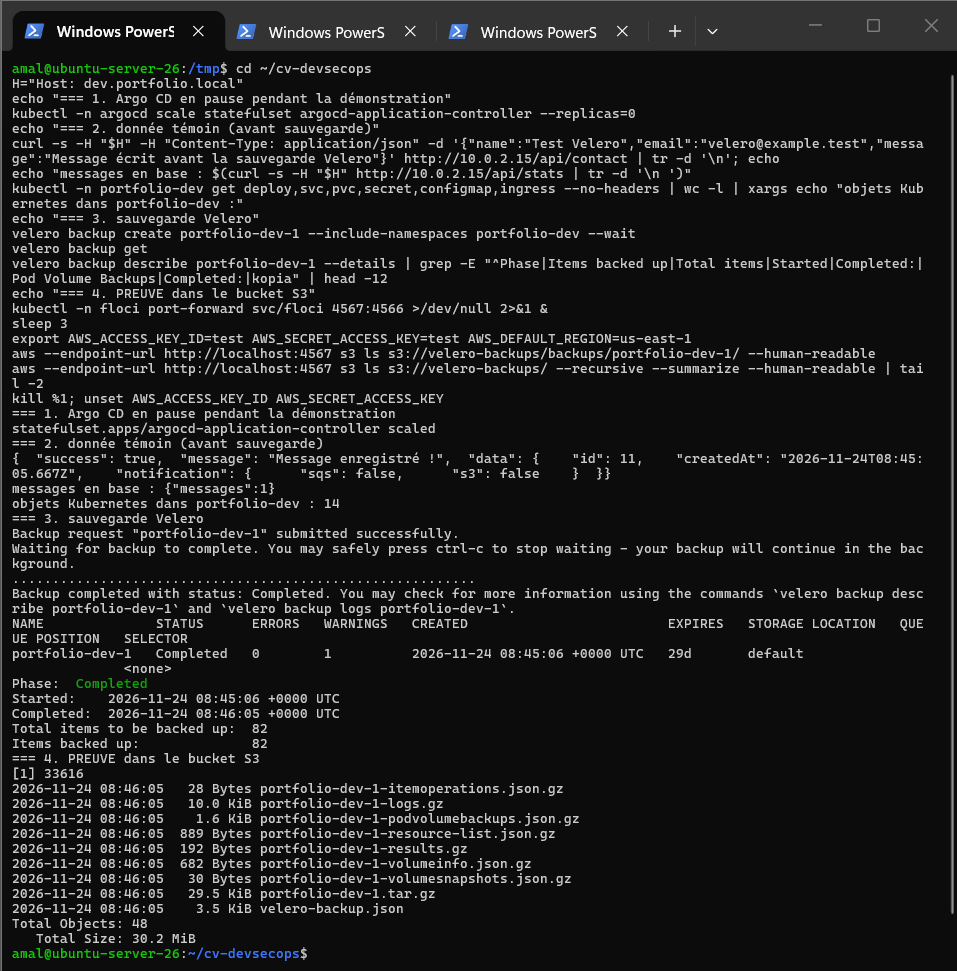 Windows PowerS
Windows PowerS
Windows PowerS
amal@ubuntu-server-26:/tmp$ cd ~/cv-devsecops
H="Host: dev.portfolio.local"
echo "=== 1. Argo CD en pause pendant la démonstration"
kubectl -n argocd scale statefulset argocd-application-controller --replicas=0
echo "=== 2. donnée témoin (avant sauvegarde)"
curl -s -H "$H" -H "Content-Type: application/json" -d '{"name":"Test Velero","email":"velero@example.test","messa
ge":"Message écrit avant la sauvegarde Velero"}' http://10.0.2.15/api/contact | tr -d '\n'; echo
echo "messages en base : $(curl -s -H "$H" http://10.0.2.15/api/stats | tr -d '\n ')"
kubectl -n portfolio-dev get deploy,svc,pvc,secret,configmap,ingress --no-headers | wc -l | xargs echo "objets Kub
ernetes dans portfolio-dev :"
echo "=== 3. sauvegarde Velero"
velero backup create portfolio-dev-1 --include-namespaces portfolio-dev --wait
velero backup get
velero backup describe portfolio-dev-1 --details | grep -E "^Phase|Items backed up|Total items|Started|Completed:|
Pod Volume Backups|Completed:|kopia" | head -12
echo "=== 4. PREUVE dans le bucket S3"
kubectl -n floci port-forward svc/floci 4567:4566 >/dev/null 2>&1 &
sleep 3
export AWS_ACCESS_KEY_ID=test AWS_SECRET_ACCESS_KEY=test AWS_DEFAULT_REGION=us-east-1
aws --endpoint-url http://localhost:4567 s3 ls s3://velero-backups/backups/portfolio-dev-1/ --human-readable
aws --endpoint-url http://localhost:4567 s3 ls s3://velero-backups/ --recursive --summarize --human-readable | tai
l -2
kill %1; unset AWS_ACCESS_KEY_ID AWS_SECRET_ACCESS_KEY
=== 1. Argo CD en pause pendant la démonstration
statefulset.apps/argocd-application-controller scaled
=== 2. donnée témoin (avant sauvegarde)
{  "success": true,  "message": "Message enregistré !",  "data": {    "id": 11,    "createdAt": "2026-11-24T08:45:
05.667Z",    "notification": {      "sqs": false,      "s3": false    }  }}
messages en base : {"messages":1}
objets Kubernetes dans portfolio-dev : 14
=== 3. sauvegarde Velero
Backup request "portfolio-dev-1" submitted successfully.
Waiting for backup to complete. You may safely press ctrl-c to stop waiting - your backup will continue in the bac
kground.
..........................................................
Backup completed with status: Completed. You may check for more information using the commands `velero backup desc
ribe portfolio-dev-1` and `velero backup logs portfolio-dev-1`.
NAME              STATUS      ERRORS   WARNINGS   CREATED                         EXPIRES   STORAGE LOCATION   QUE
UE POSITION   SELECTOR
portfolio-dev-1   Completed   0        1          2026-11-24 08:45:06 +0000 UTC   29d       default
              <none>
Phase:  Completed
Started:    2026-11-24 08:45:06 +0000 UTC
Completed:  2026-11-24 08:46:05 +0000 UTC
Total items to be backed up:  82
Items backed up:              82
=== 4. PREUVE dans le bucket S3
[1] 33616
2026-11-24 08:46:05   28 Bytes portfolio-dev-1-itemoperations.json.gz
2026-11-24 08:46:05   10.0 KiB portfolio-dev-1-logs.gz
2026-11-24 08:46:05    1.6 KiB portfolio-dev-1-podvolumebackups.json.gz
2026-11-24 08:46:05  889 Bytes portfolio-dev-1-resource-list.json.gz
2026-11-24 08:46:05  192 Bytes portfolio-dev-1-results.gz
2026-11-24 08:46:05  682 Bytes portfolio-dev-1-volumeinfo.json.gz
2026-11-24 08:46:05   30 Bytes portfolio-dev-1-volumesnapshots.json.gz
2026-11-24 08:46:05   29.5 KiB portfolio-dev-1.tar.gz
2026-11-24 08:46:05    3.5 KiB velero-backup.json
Total Objects: 48
   Total Size: 30.2 MiB
amal@ubuntu-server-26:~/cv-devsecops$